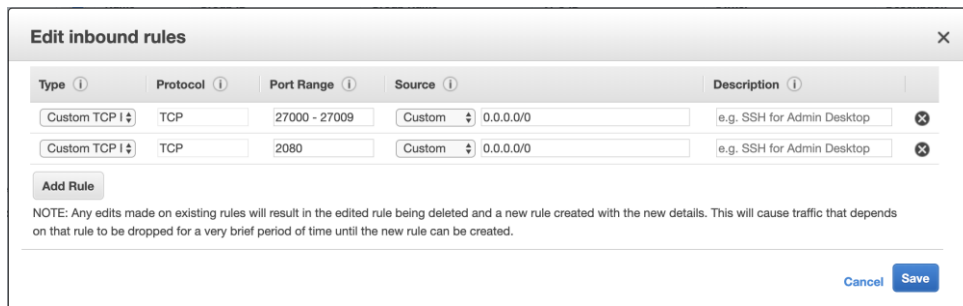 Edit inbound rules
Type Protocol Port Range Source Description
Custom TCP TCP 27000 - 27009 Custom 0.0.0.0/0 e.g. SSH for Admin Desktop
Custom TCP TCP 2080 Custom 0.0.0.0/0 e.g. SSH for Admin Desktop
Add Rule
NOTE: Any edits made on existing rules will result in the edited rule being deleted and a new rule created with the new details. This will cause traffic that depends
on that rule to be dropped for a very brief period of time until the new rule can be created.
Cancel Save